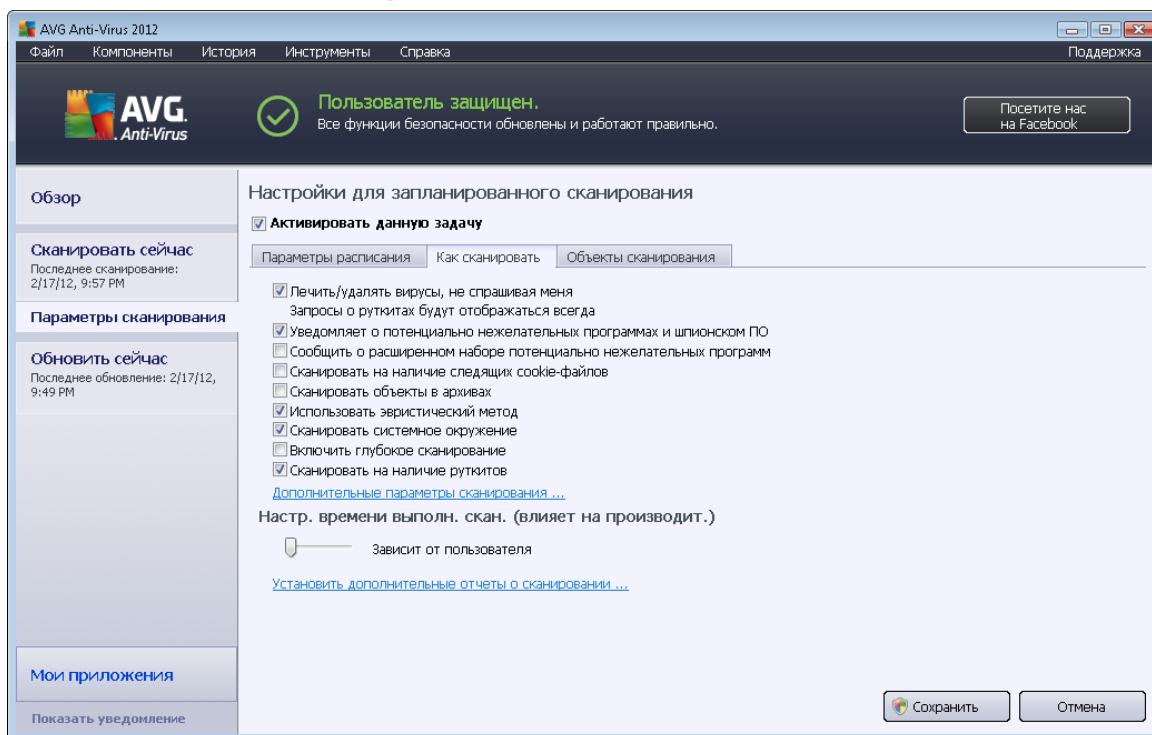 AVG Anti-Virus 2012
Файл Компоненты История Инструменты Справка Поддержка
AVG.
Anti-Virus
Пользователь защищен.
Все функции безопасности обновлены и работают правильно.
Посетите нас
на Facebook
Обзор
Сканировать сейчас
Последнее сканирование:
2/17/12, 9:57 PM
Параметры сканирования
Обновить сейчас
Последнее обновление: 2/17/12,
9:49 PM
Мои приложения
Показать уведомление
Настройки для запланированного сканирования
Активировать данную задачу
Параметры расписания Как сканировать Объекты сканирования
Лечить/удалять вирусы, не спрашивая меня
Запросы о руткитах будут отображаться всегда
Уведомляет о потенциально нежелательных программах и шпионском ПО
Сообщить о расширенном наборе потенциально нежелательных программ
Сканировать на наличие следящих cookie-файлов
Сканировать объекты в архивах
Использовать эвристический метод
Сканировать системное окружение
Включить глубокое сканирование
Сканировать на наличие руткитов
Дополнительные параметры сканирования ...
Настр. времени выполн. скан. (влияет на производит.)
Зависит от пользователя
Установить дополнительные отчеты о сканировании ...
Сохранить Отмена